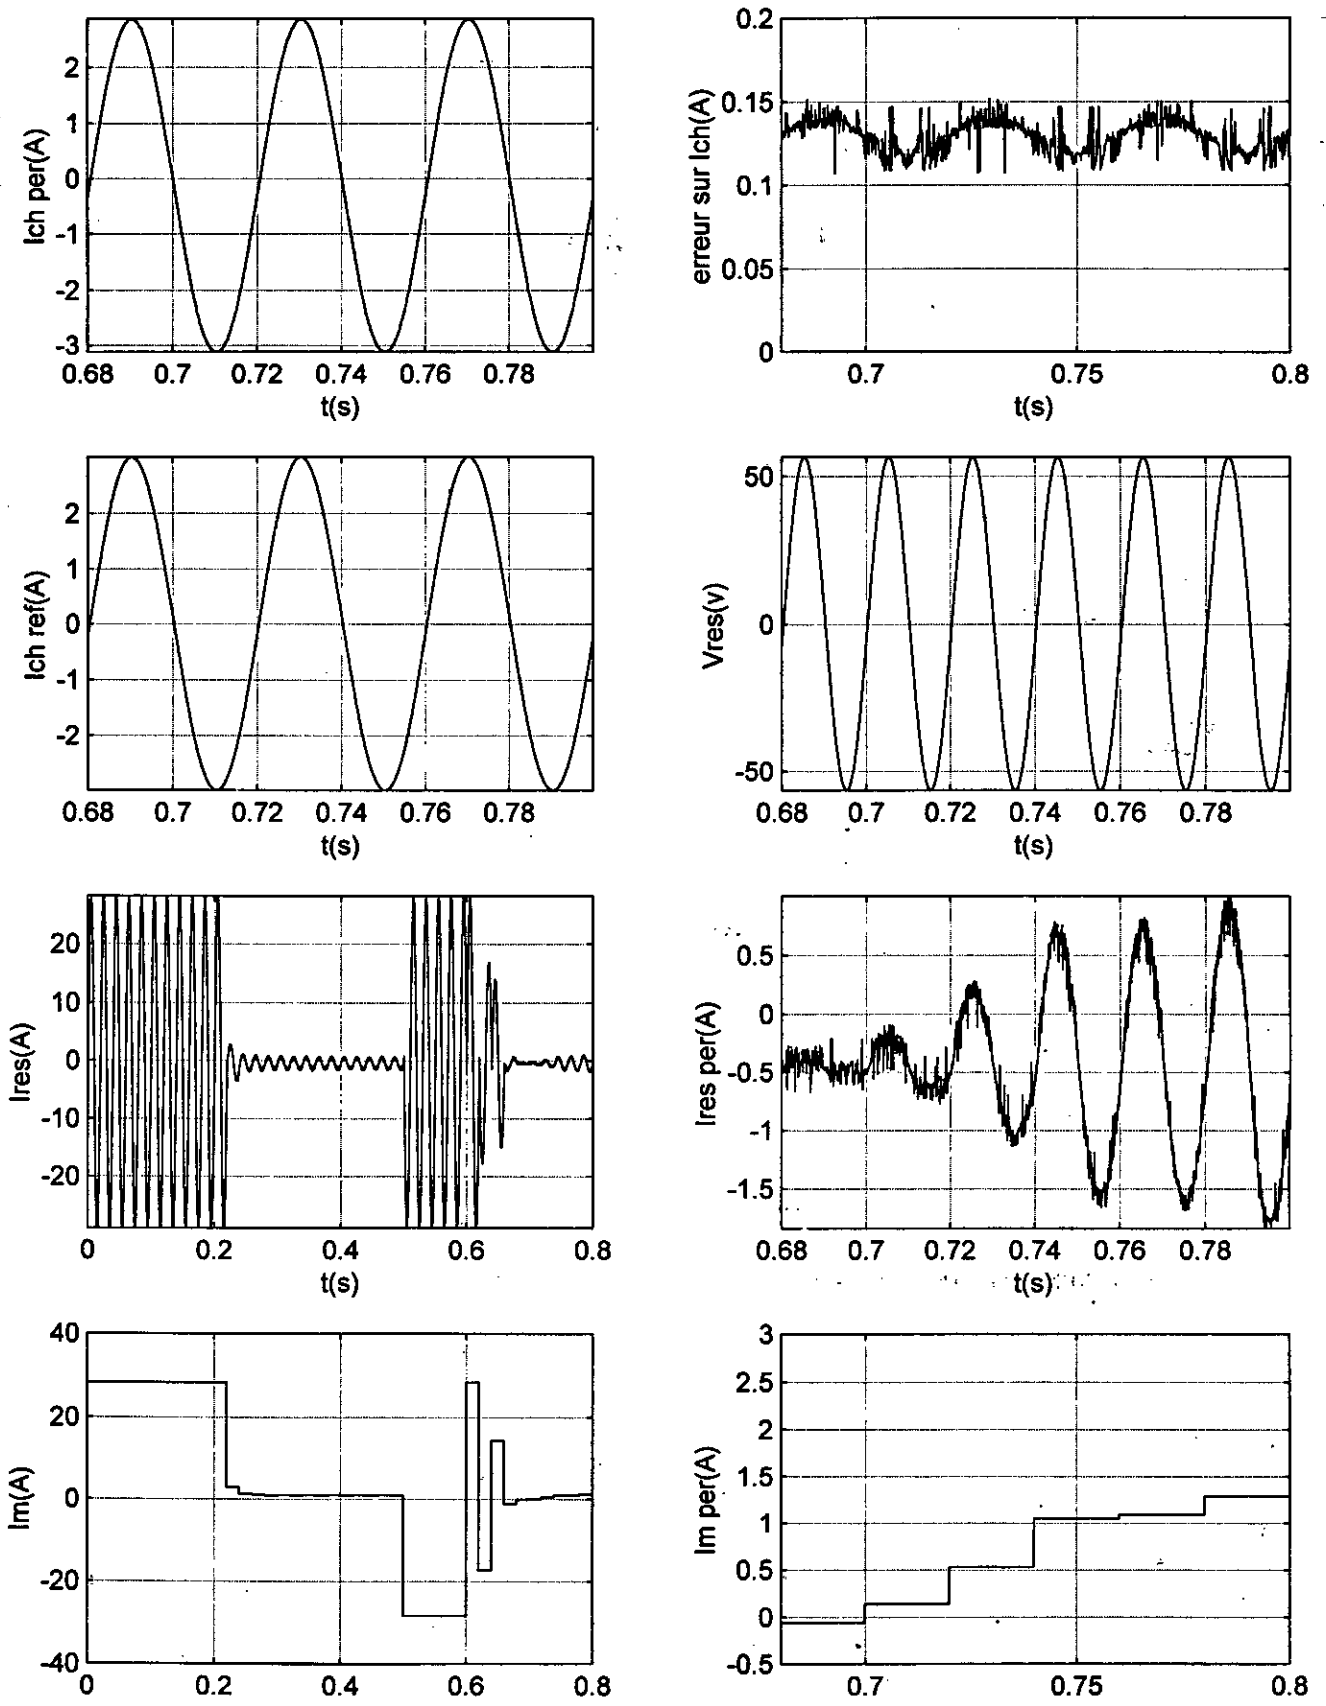 Ich per(A)
2
1
0
-1
-2
-3
0.68 0.7 0.72 0.74 0.76 0.78
t(s)
erreur sur Ich(A)
0.2
0.15
0.1
0.05
0
0.7 0.75 0.8
t(s)
Ich ref(A)
2
1
0
-1
-2
0.68 0.7 0.72 0.74 0.76 0.78
t(s)
Vres(v)
50
0
-50
0.68 0.7 0.72 0.74 0.76 0.78
t(s)
Ires(A)
20
10
0
-10
-20
0 0.2 0.4 0.6 0.8
t(s)
Ires per(A)
0.5
0
-0.5
-1
-1.5
0.68 0.7 0.72 0.74 0.76 0.78
t(s)
Im(A)
40
20
0
-20
-40
0 0.2 0.4 0.6 0.8
Im per(A)
3
2.5
2
1.5
1
0.5
0
-0.5
0.7 0.75 0.8